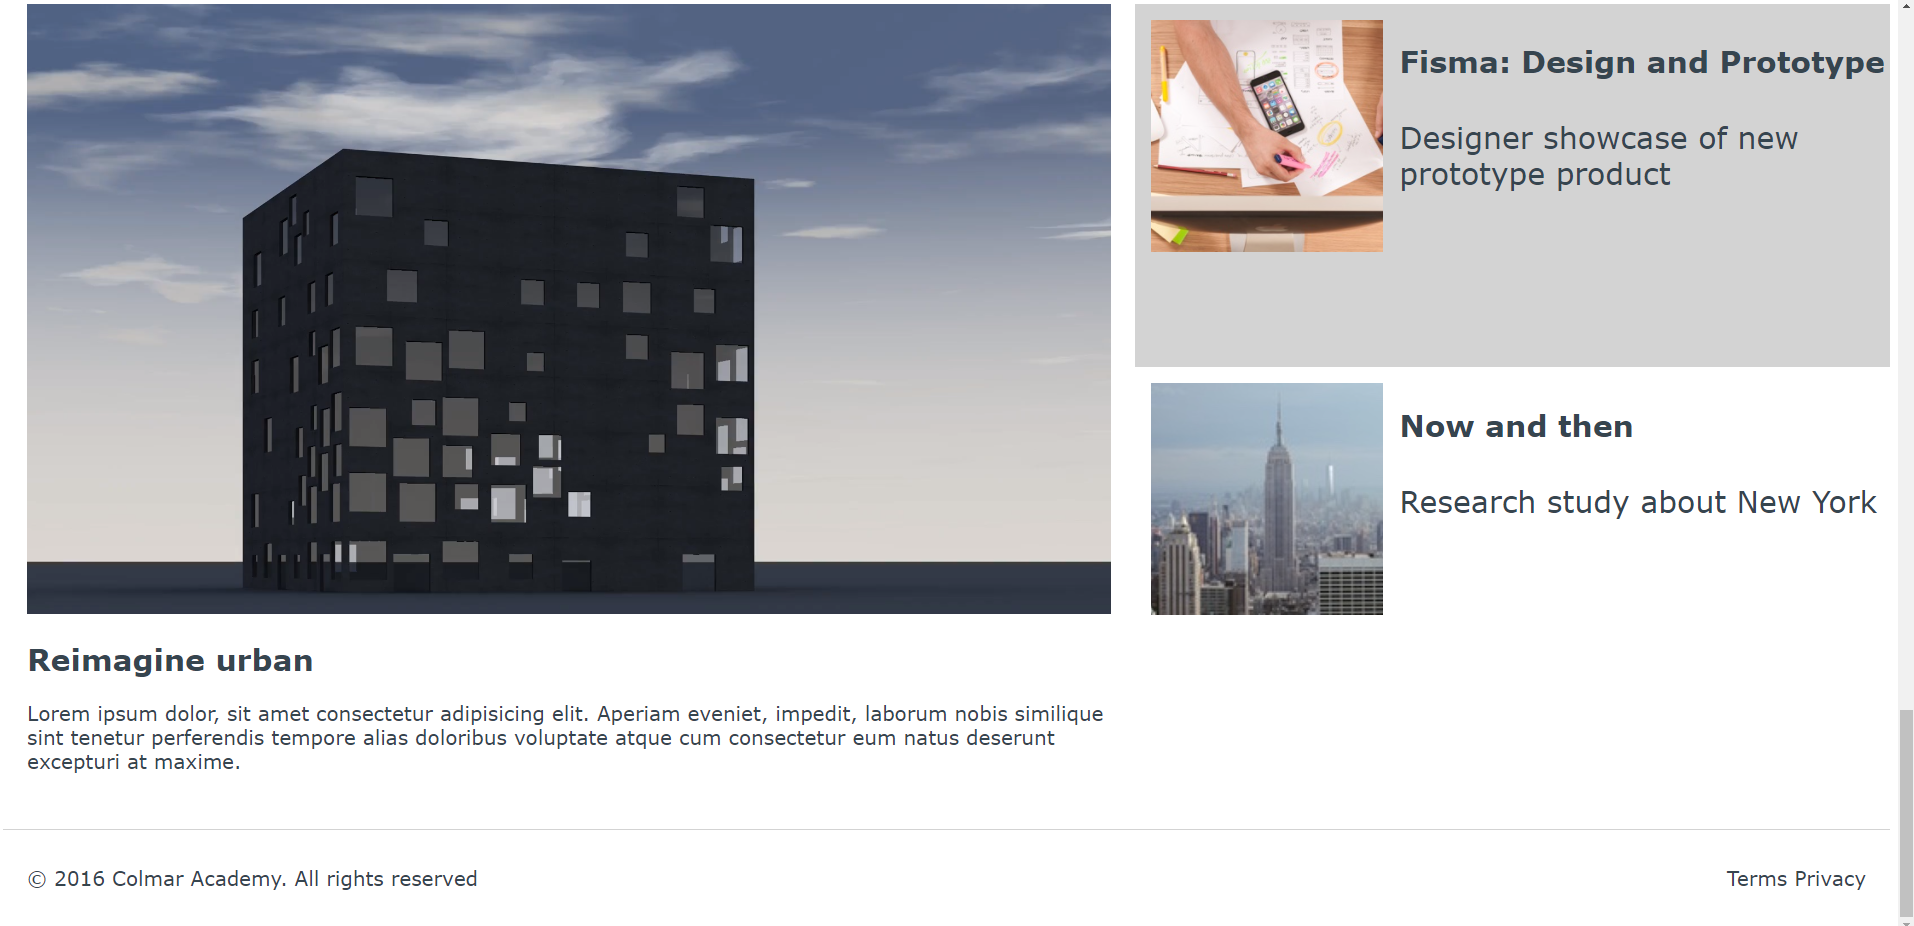 Fisma: Design and Prototype
Designer showcase of new
prototype product
Now and then
Research study about New York
Reimagine urban
Lorem ipsum dolor, sit amet consectetur adipisicing elit. Aperiam eveniet, impedit, laborum nobis similique
sint tenetur perferendis tempore alias doloribus voluptate atque cum consectetur eum natus deserunt
excepturi at maxime.
© 2016 Colmar Academy. All rights reserved
Terms Privacy